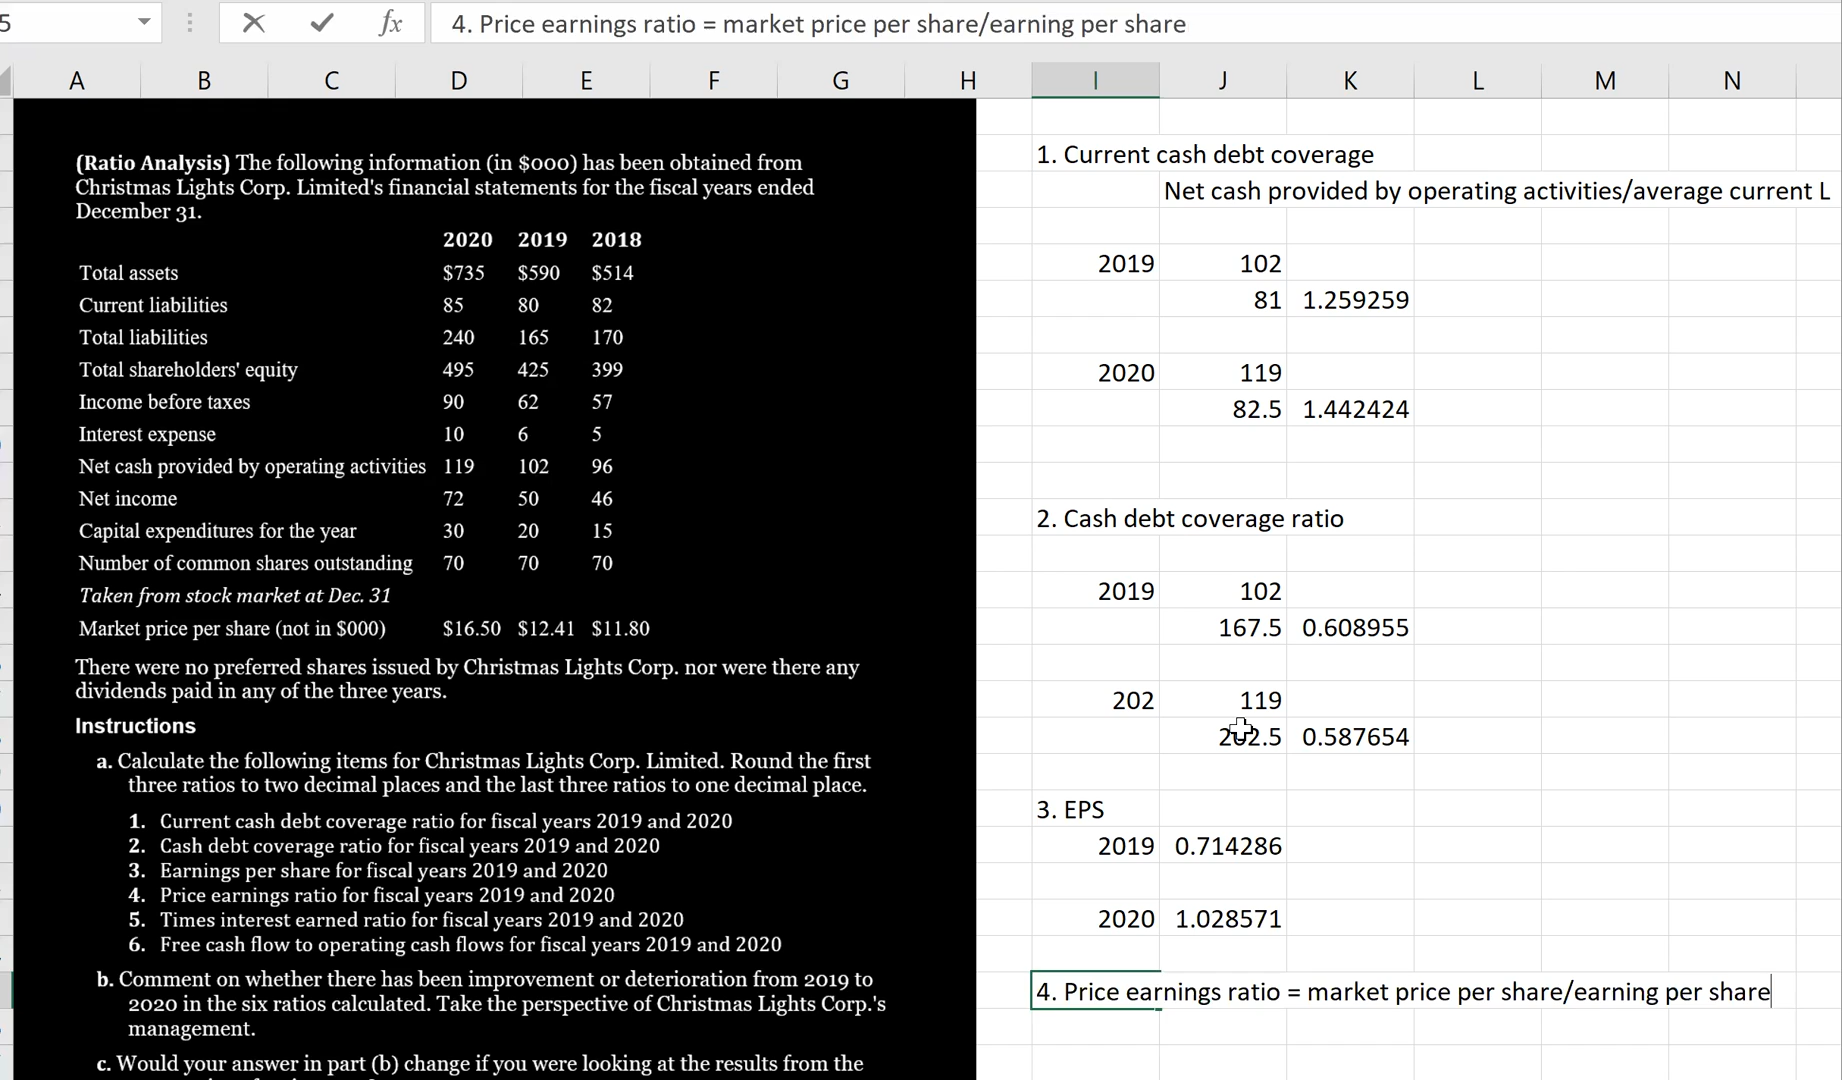 5 fx 4. Price earnings ratio = market price per share/earning per share
A B C D E F G H I J K L M N
(Ratio Analysis) The following information (in $000) has been obtained from
Christmas Lights Corp. Limited's financial statements for the fiscal years ended
December 31.
2020 2019 2018
Total assets $735 $590 $514
Current liabilities 85 80 82
Total liabilities 240 165 170
Total shareholders' equity 495 425 399
Income before taxes 90 62 57
Interest expense 10 6 5
Net cash provided by operating activities 119 102 96
Net income 72 50 46
Capital expenditures for the year 30 20 15
Number of common shares outstanding 70 70 70
Taken from stock market at Dec. 31
Market price per share (not in $000) $16.50 $12.41 $11.80
There were no preferred shares issued by Christmas Lights Corp. nor were there any
dividends paid in any of the three years.
Instructions
a. Calculate the following items for Christmas Lights Corp. Limited. Round the first
three ratios to two decimal places and the last three ratios to one decimal place.
1. Current cash debt coverage ratio for fiscal years 2019 and 2020
2. Cash debt coverage ratio for fiscal years 2019 and 2020
3. Earnings per share for fiscal years 2019 and 2020
4. Price earnings ratio for fiscal years 2019 and 2020
5. Times interest earned ratio for fiscal years 2019 and 2020
6. Free cash flow to operating cash flows for fiscal years 2019 and 2020
b. Comment on whether there has been improvement or deterioration from 2019 to
2020 in the six ratios calculated. Take the perspective of Christmas Lights Corp.'s
management.
c. Would your answer in part (b) change if you were looking at the results from the
1. Current cash debt coverage
Net cash provided by operating activities/average current L
2019 102
81 1.259259
2020 119
82.5 1.442424
2. Cash debt coverage ratio
2019 102
167.5 0.608955
202 119
202.5 0.587654
3. EPS
2019 0.714286
2020 1.028571
4. Price earnings ratio = market price per share/earning per share